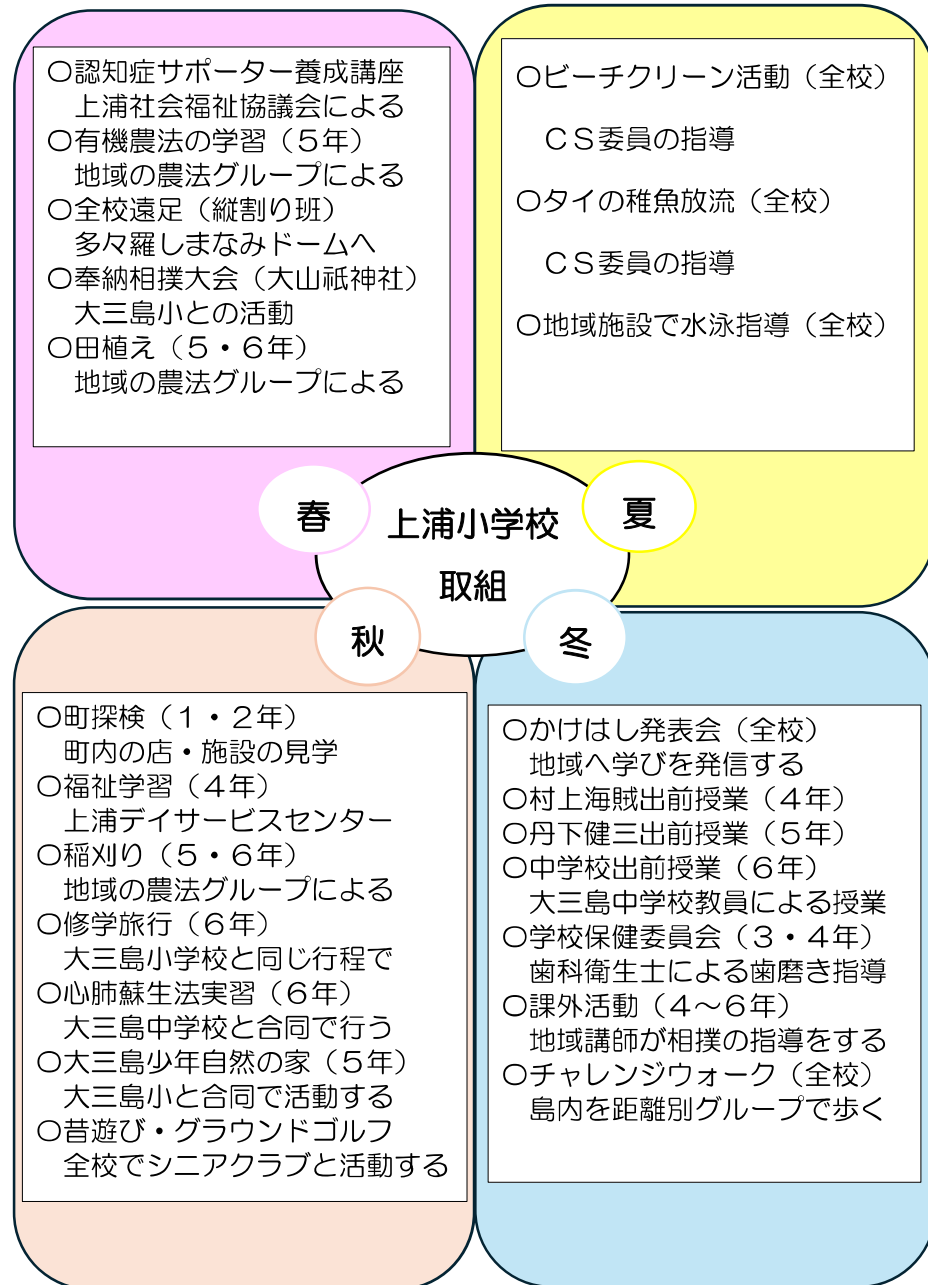 〇認知症サポーター養成講座
上浦社会福祉協議会による
〇有機農法の学習（５年）
地域の農法グループによる
〇全校遠足（縦割り班）
多々羅しまなみドームへ
〇奉納相撲大会（大山祇神社）
大三島小との活動
〇田植え（５・６年）
地域の農法グループによる
〇ビーチクリーン活動（全校）
ＣＳ委員の指導
〇タイの稚魚放流（全校）
ＣＳ委員の指導
〇地域施設で水泳指導（全校）
春
上浦小学校
取組
夏
秋
冬
〇町探検（１・２年）
町内の店・施設の見学
〇福祉学習（４年）
上浦デイサービスセンター
〇稲刈り（５・６年）
地域の農法グループによる
〇修学旅行（６年）
大三島小学校と同じ行程で
〇心肺蘇生法実習（６年）
大三島中学校と合同で行う
〇大三島少年自然の家（５年）
大三島小と合同で活動する
〇昔遊び・グラウンドゴルフ
全校でシニアクラブと活動する
〇かけはし発表会（全校）
地域へ学びを発信する
〇村上海賊出前授業（４年）
〇丹下健三出前授業（５年）
〇中学校出前授業（６年）
大三島中学校教員による授業
〇学校保健委員会（３・４年）
歯科衛生士による歯磨き指導
〇課外活動（４～６年）
地域講師が相撲の指導をする
〇チャレンジウォーク（全校）
島内を距離別グループで歩く